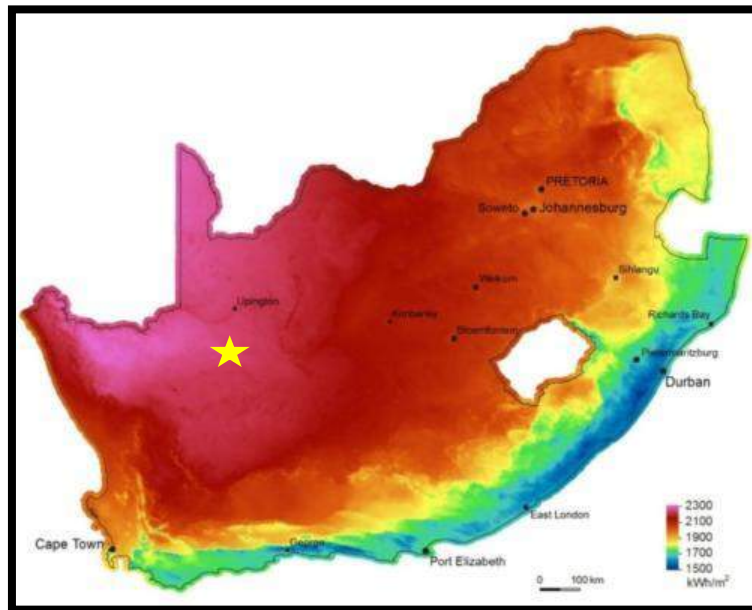 PRETORIA
Soweto
Johannesburg
Welkom
Sihlangu
Upington
Kimberley
Bloemfontein
Richards Bay
Pietermaritzburg
Durban
East London
Cape Town
George
Port Elizabeth
0 100 km
2300
2100
1900
1700
1500
kWh/m²